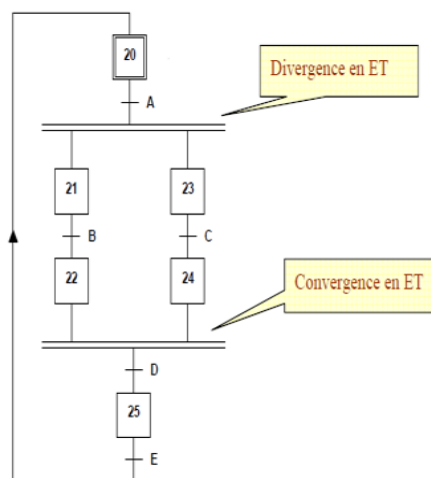 20
A
Divergence en ET
21
23
B
C
22
24
Convergence en ET
D
25
E